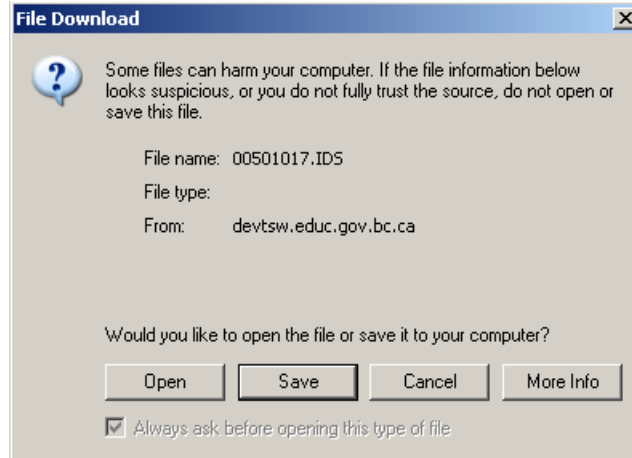 File Download
Some files can harm your computer. If the file information below
looks suspicious, or you do not fully trust the source, do not open or
save this file.
File name: 00501017.IDS
File type:
From: devtsw.educ.gov.bc.ca
Would you like to open the file or save it to your computer?
Open Save Cancel More Info
Always ask before opening this type of file